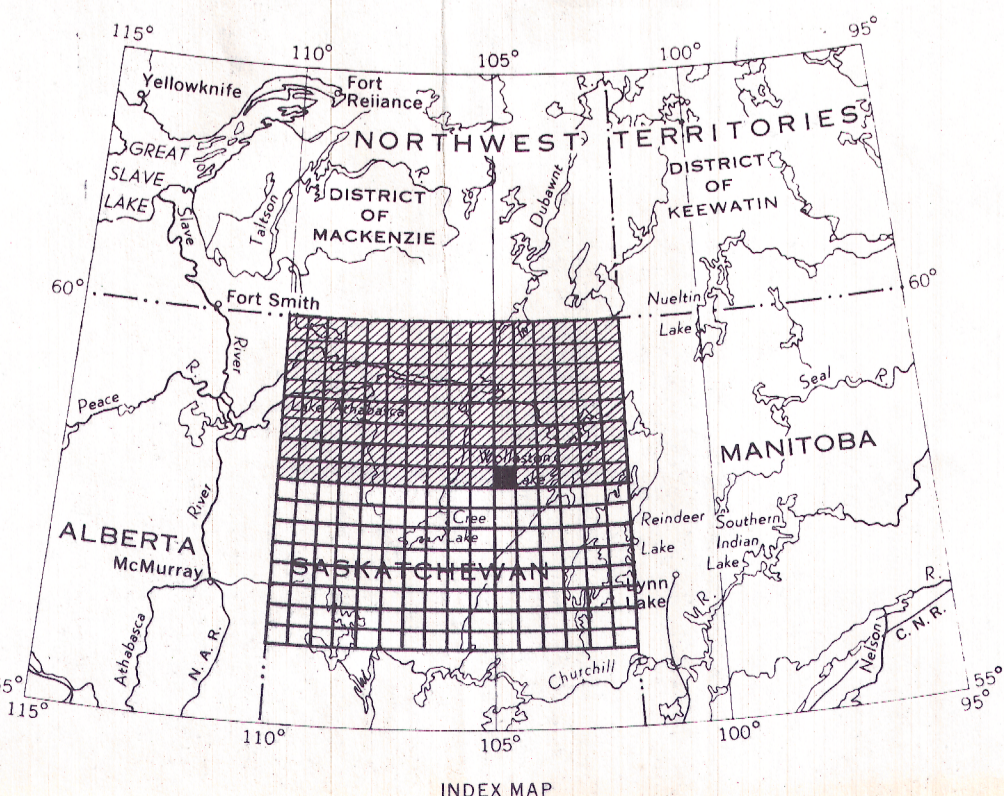 115°
110°
105°
100°
95°
Yellowknife
Fort
Reiiance
R.
NORTHWEST TERRITORIES
GREAT
SLAVE
LAKE
Slave
Taltson
R.
DISTRICT
OF
MACKENZIE
Dubawnt
DISTRICT
OF
KEEWATIN
60°
Fort Smith
Nueltin
Lake
60°
River
R.
Peace
Lake Athabasca
Seal R.
Wollaston
Lake
MANITOBA
River
Cree
Lake
Reindeer
Lake
Southern
Indian
Lake
ALBERTA
McMurray
SASKATCHEWAN
Lynn
Lake
R.
R.
Athabasca
N. A. R.
Churchill
Nelson
C. N. R.
5°
115°
110°
105°
100°
55°
95°
INDEX MAP